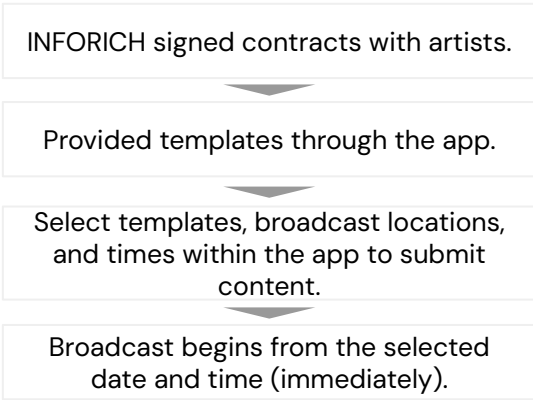 INFORICH signed contracts with artists.
Provided templates through the app.
Select templates, broadcast locations,
and times within the app to submit
content.
Broadcast begins from the selected
date and time (immediately).